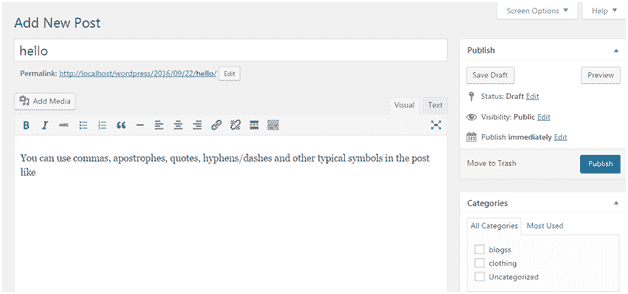 Screen Options ▼ Help ▼
Add New Post
hello
Permalink: http://localhost/wordpress/2016/09/22/hello/ Edit
Add Media
Visual Text
B I ABC
You can use commas, apostrophes, quotes, hyphens/dashes and other typical symbols in the post
like
Publish
Save Draft Preview
Status: Draft Edit
Visibility: Public Edit
Publish immediately Edit
Move to Trash Publish
Categories
All Categories Most Used
blogss
clothing
Uncategorized